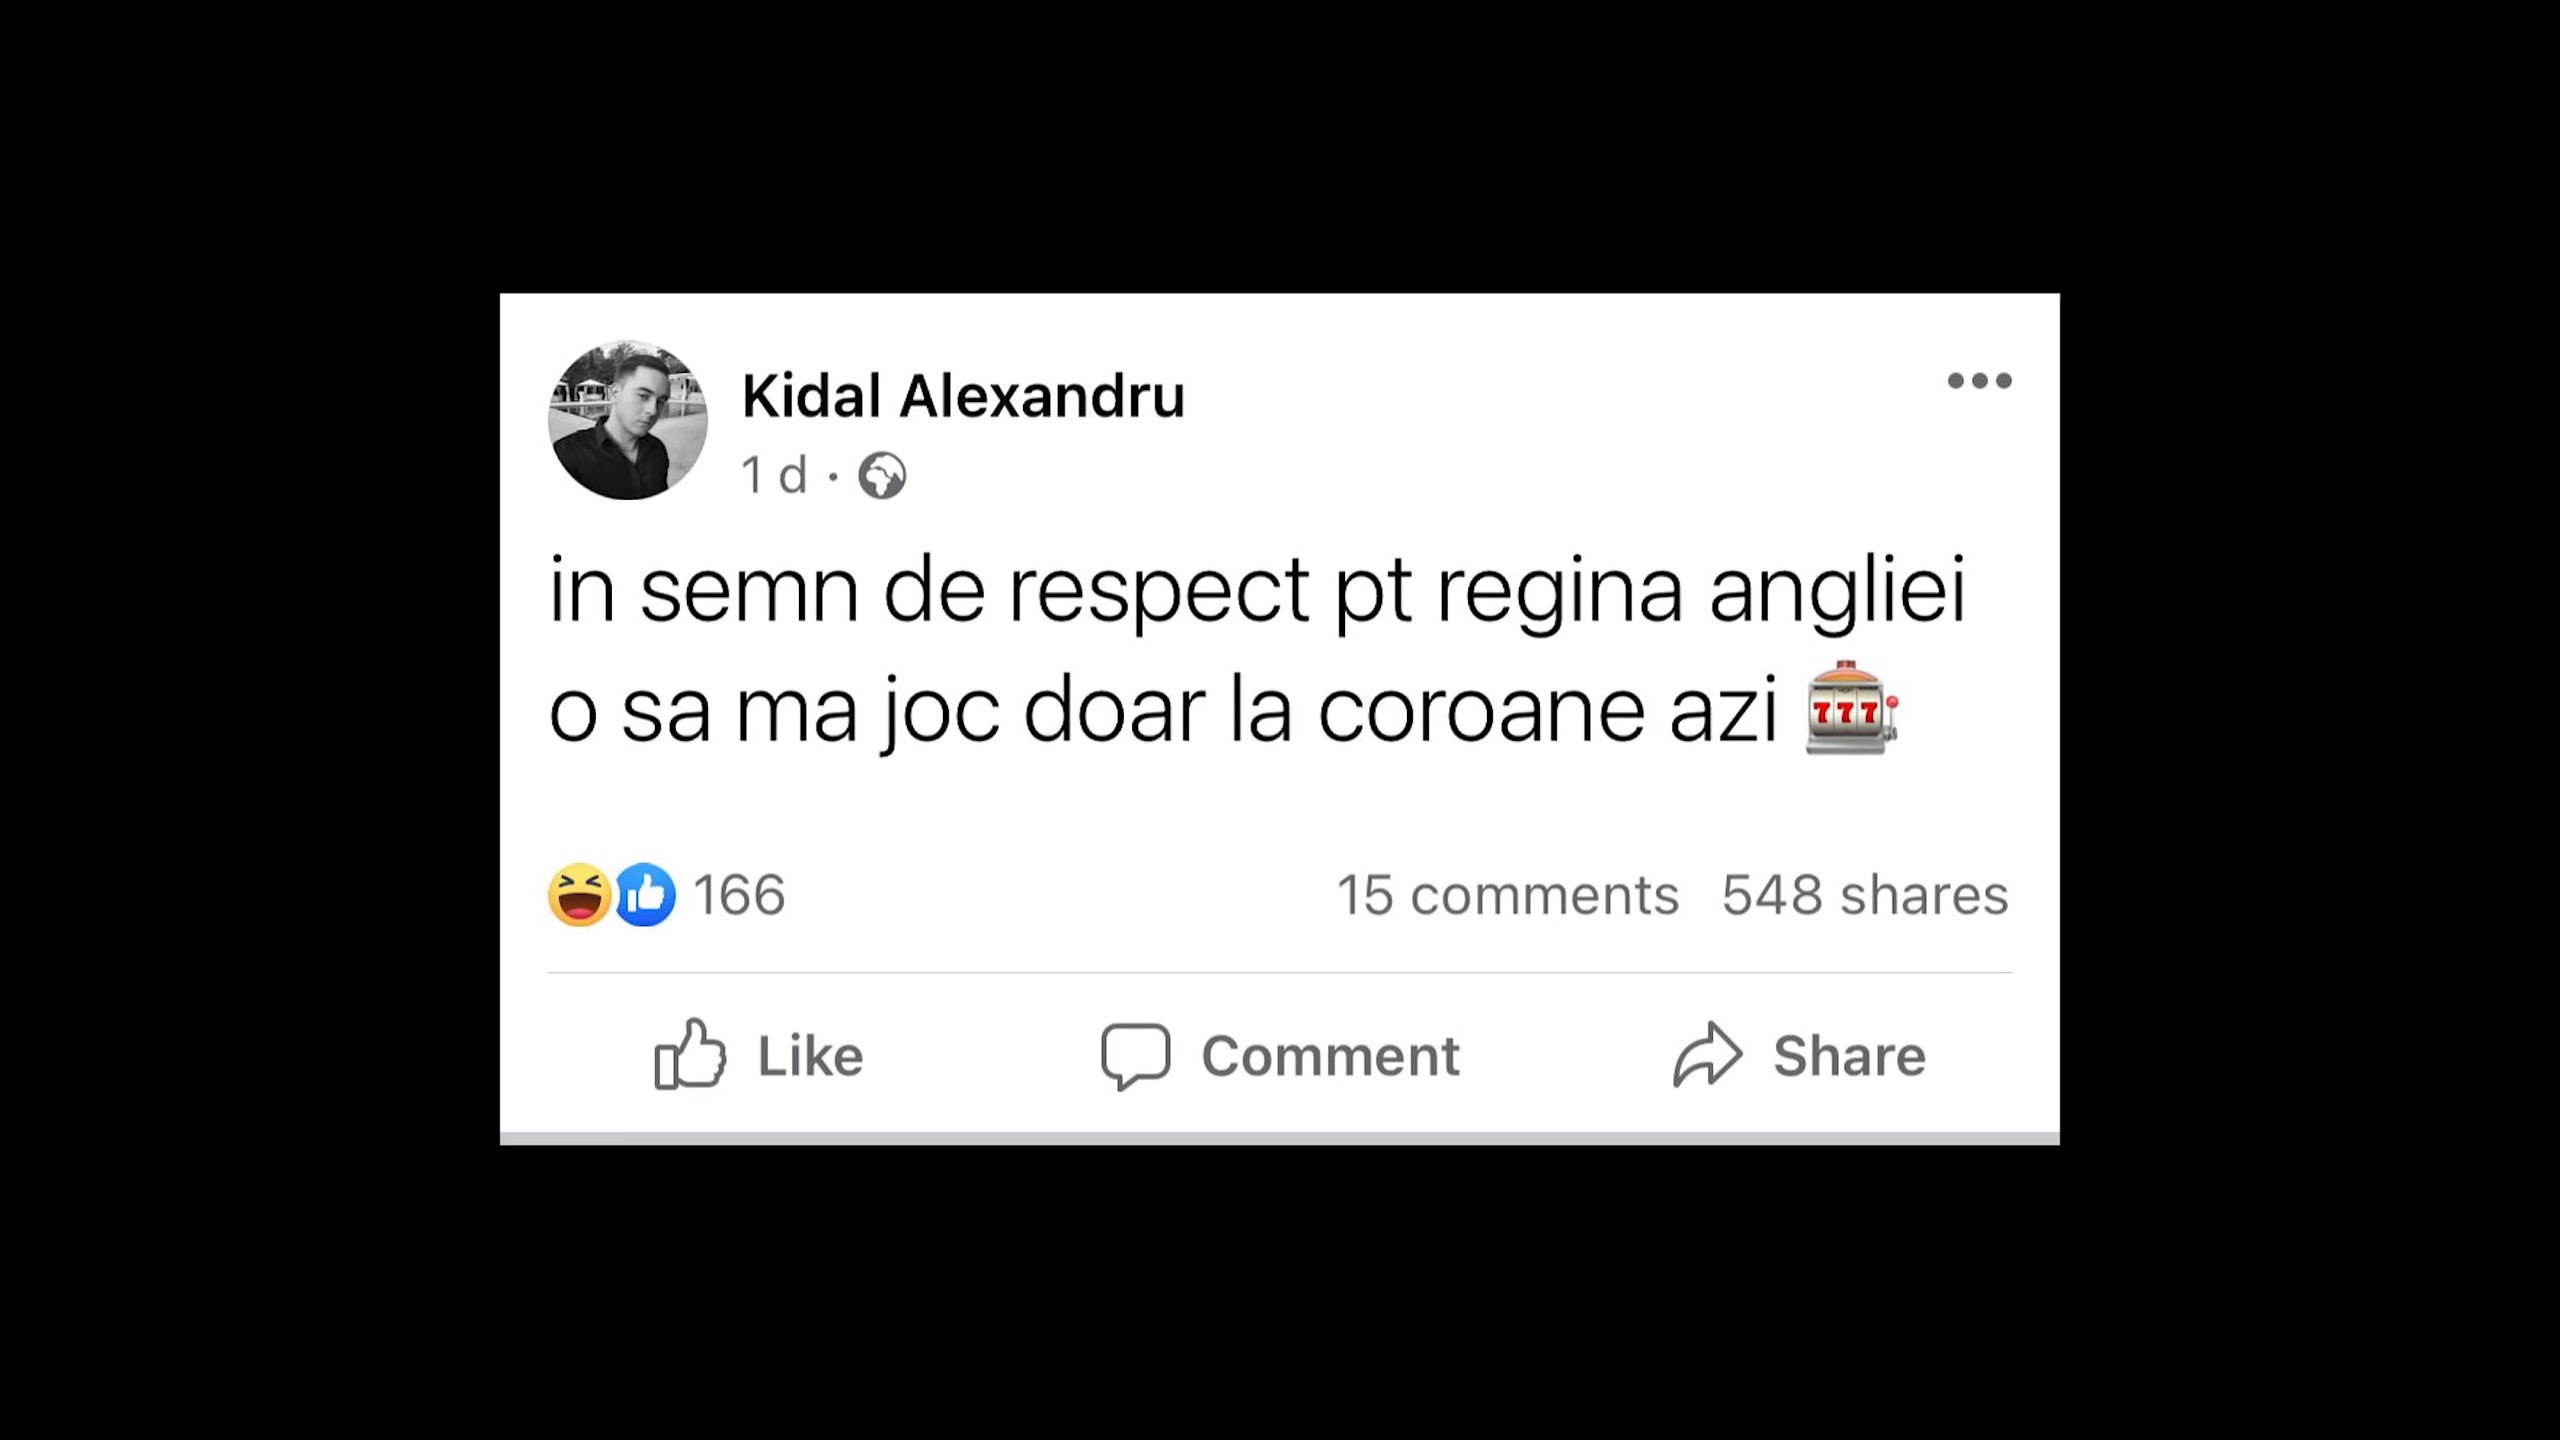 Kidal Alexandru
1 d ·
in semn de respect pt regina angliei
o sa ma joc doar la coroane azi 🎰
166
15 comments 548 shares
Like Comment Share